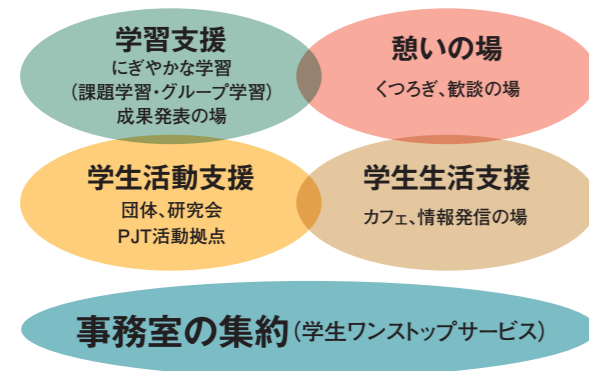 学習支援
にぎやかな学習
(課題学習・グループ学習)
成果発表の場
憩いの場
くつろぎ、歓談の場
学生活動支援
団体、研究会
PJT活動拠点
学生生活支援
カフェ、情報発信の場
事務室の集約(学生ワンストップサービス)